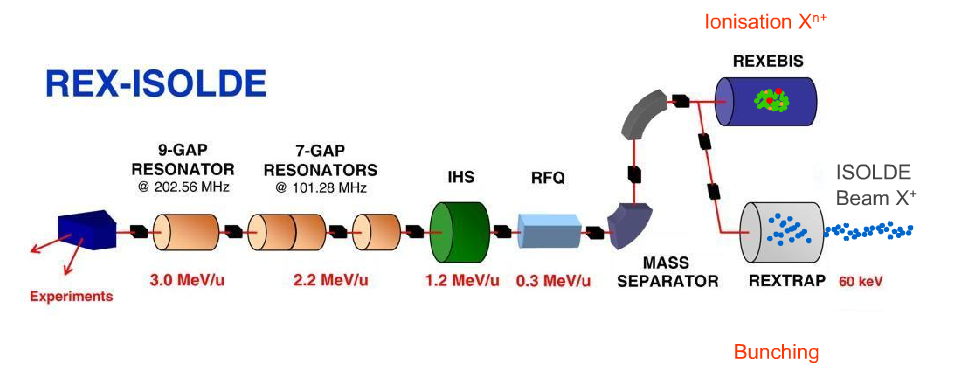 Ionisation Xⁿ⁺
REXEBIS
REX-ISOLDE
9-GAP
RESONATOR
@ 202.56 MHz
7-GAP
RESONATORS
@ 101.28 MHz
IHS
RFQ
ISOLDE
Beam X⁺
MASS
SEPARATOR
REXTRAP
60 keV
3.0 MeV/u
2.2 MeV/u
1.2 MeV/u
0.3 MeV/u
Experiments
Bunching